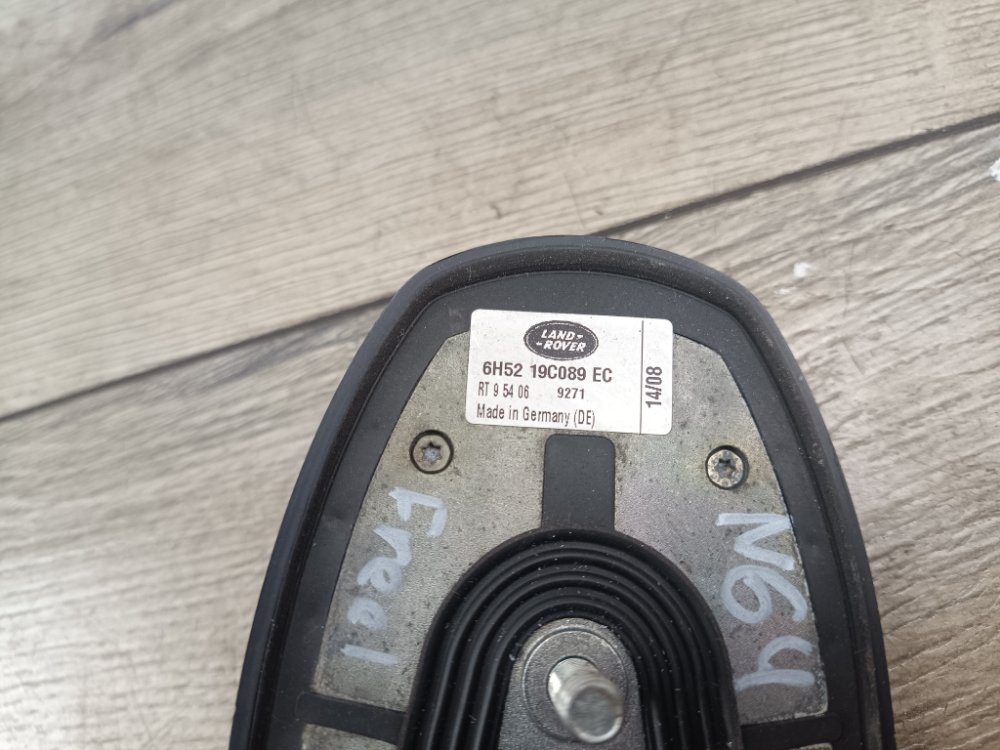 LAND-
-ROVER
6H52 19C089 EC
RT 9 54 06 9271
Made in Germany (DE)
14/08
Freel
N64